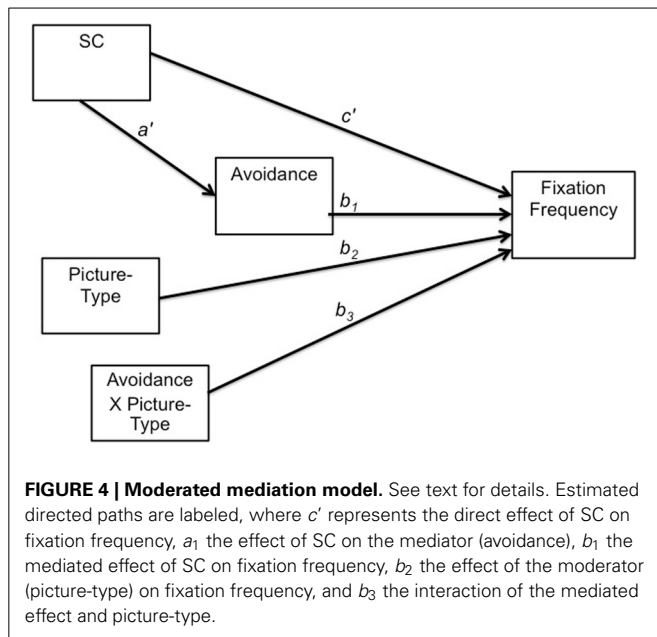 SC
a'
c'
Avoidance
b1
Fixation
Frequency
b2
Picture-
Type
b3
Avoidance
X Picture-
Type
FIGURE 4 | Moderated mediation model. See text for details. Estimated
directed paths are labeled, where c′ represents the direct effect of SC on
fixation frequency, a1 the effect of SC on the mediator (avoidance), b1 the
mediated effect of SC on fixation frequency, b2 the effect of the moderator
(picture-type) on fixation frequency, and b3 the interaction of the mediated
effect and picture-type.